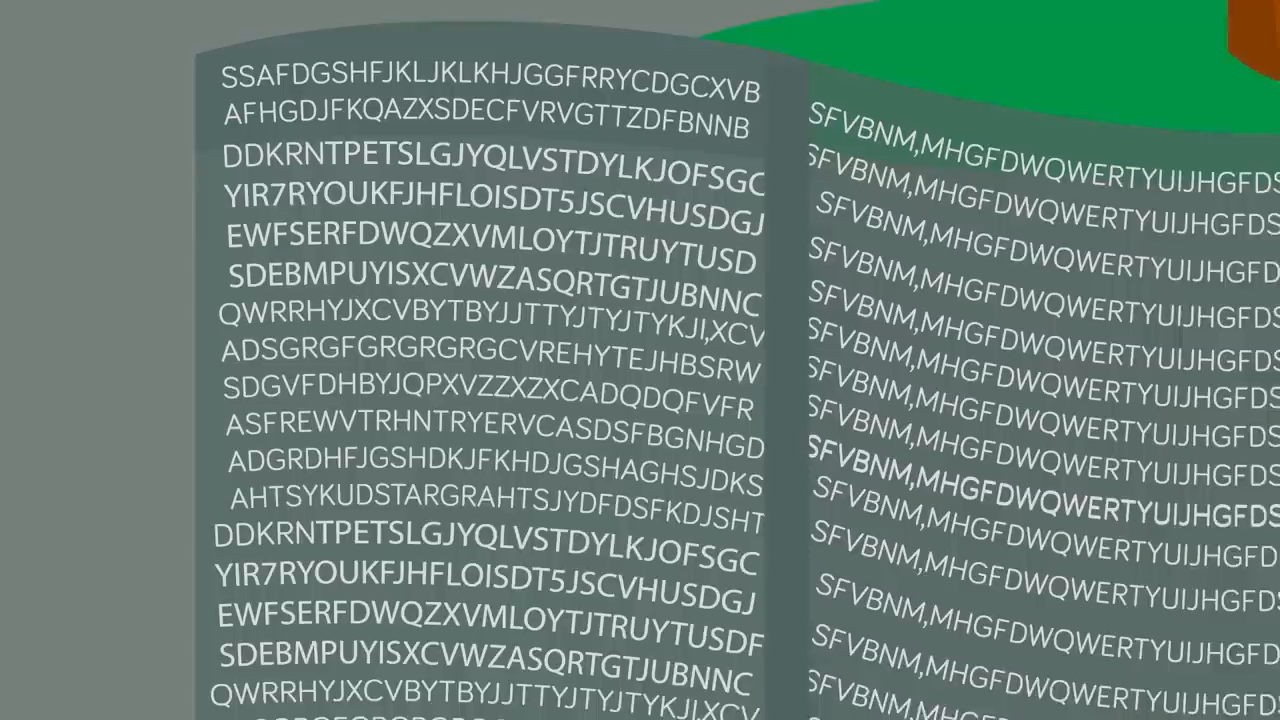 SSAFDGSHFJKLJKLKHJGGFRRYCDGCXVB
AFHGDJFKQAZXSDECFVRVGTTZDFBNNB
DDKRNTPETSLGJYQLVSTDYLKJOFSGC
YIR7RYOUKFJHFLOISDT5JSCVHUSDGJ
EWFSERFDWQZXVMLOYTJTRUYTUSD
SDEBMPUYISXCVWZASQRTGTJUBNNC
QWRRHYJXCVBYTBYJJTTYJTYJTYKJI,XCV
ADSGRGFGRGRGRGCVREHYTEJHBSRW
SDGVFDHBYJQPXVZZXZXCADQDQFVFR
ASFREWVTRHNTRYERVCASDSFBGNHGD
ADGRDHFJGSHDKJFKHDJGSHAGHSJDKS
AHTSYKUDSTARGRAHTSJYDFDSFKDJSHT
DDKRNTPETSLGJYQLVSTDYLKJOFSGC
YIR7RYOUKFJHFLOISDT5JSCVHUSDGJ
EWFSERFDWQZXVMLOYTJTRUYTUSDF
SDEBMPUYISXCVWZASQRTGTJUBNNC
QWRRHYJXCVBYTBYJJTTYJTYJTYKJI,XCV
SFVBNM,MHGFDWQWERTYUIJHGFDS
SFVBNM,MHGFDWQWERTYUIJHGFDS
SFVBNM,MHGFDWQWERTYUIJHGFD
SFVBNM,MHGFDWQWERTYUIJHGFDS
SFVBNM,MHGFDWQWERTYUIJHGFDS
SFVBNM,MHGFDWQWERTYUIJHGFDS
SFVBNM,MHGFDWQWERTYUIJHGFDS
SFVBNM,MHGFDWQWERTYUIJHGFDS
SFVBNM,MHGFDWQWERTYUIJHGFDS
SFVBNM,MHGFDWQWERTYUIJHGFD
SFVBNM,MHGFDWQWERTYUIJHGFDS
SFVBNM,MHGFDWQWERTYUIJHGFD
SFVBNM,MHGFDWQWERTYUIJHGFD
SFVBNM,MHGF